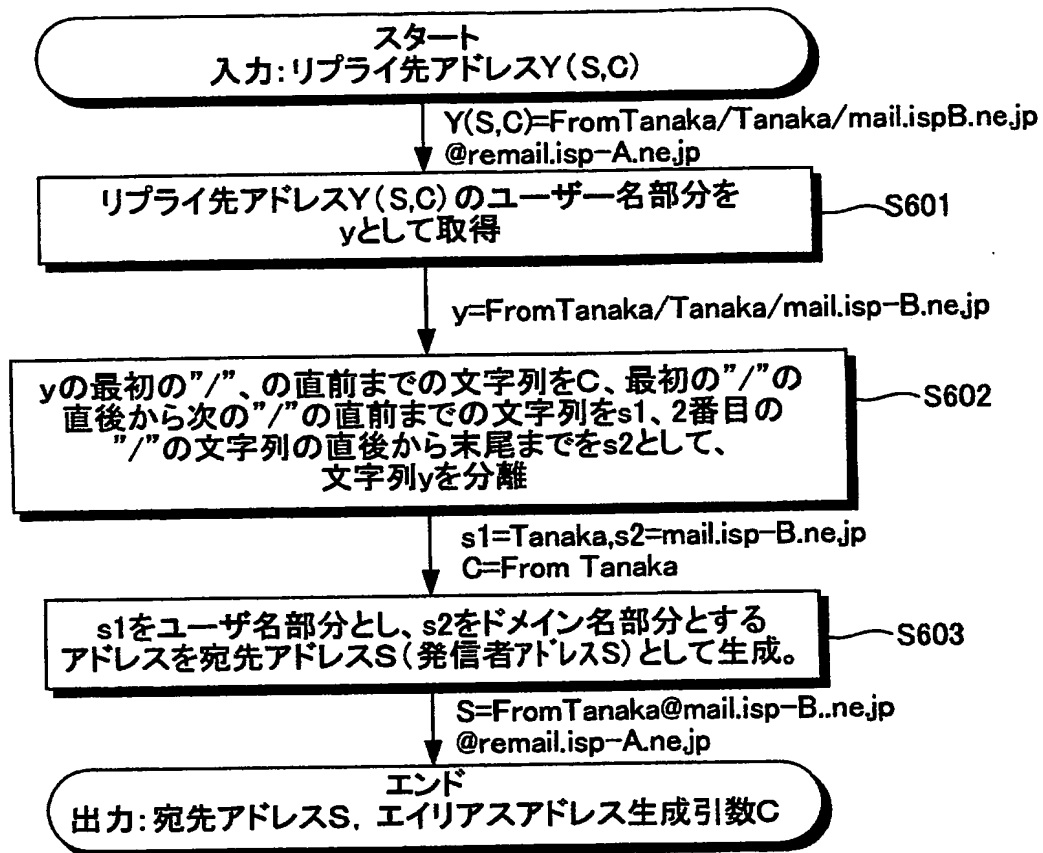 スタート
入力:リプライ先アドレスY(S,C)
Y(S,C)=FromTanaka/Tanaka/mail.ispB.ne.jp
@remail.isp-A.ne.jp
リプライ先アドレスY(S,C)のユーザー名部分を
yとして取得
S601
y=FromTanaka/Tanaka/mail.isp-B.ne.jp
yの最初の"/"、の直前までの文字列をC、最初の"/"の
直後から次の"/"の直前までの文字列をs1、2番目の
"/"の文字列の直後から末尾までをs2として、
文字列yを分離
S602
s1=Tanaka,s2=mail.isp-B.ne.jp
C=From Tanaka
s1をユーザ名部分とし、s2をドメイン名部分とする
アドレスを宛先アドレスS(発信者アドレスS)として生成。
S603
S=FromTanaka@mail.isp-B..ne.jp
@remail.isp-A.ne.jp
エンド
出力:宛先アドレスS, エイリアスアドレス生成引数C